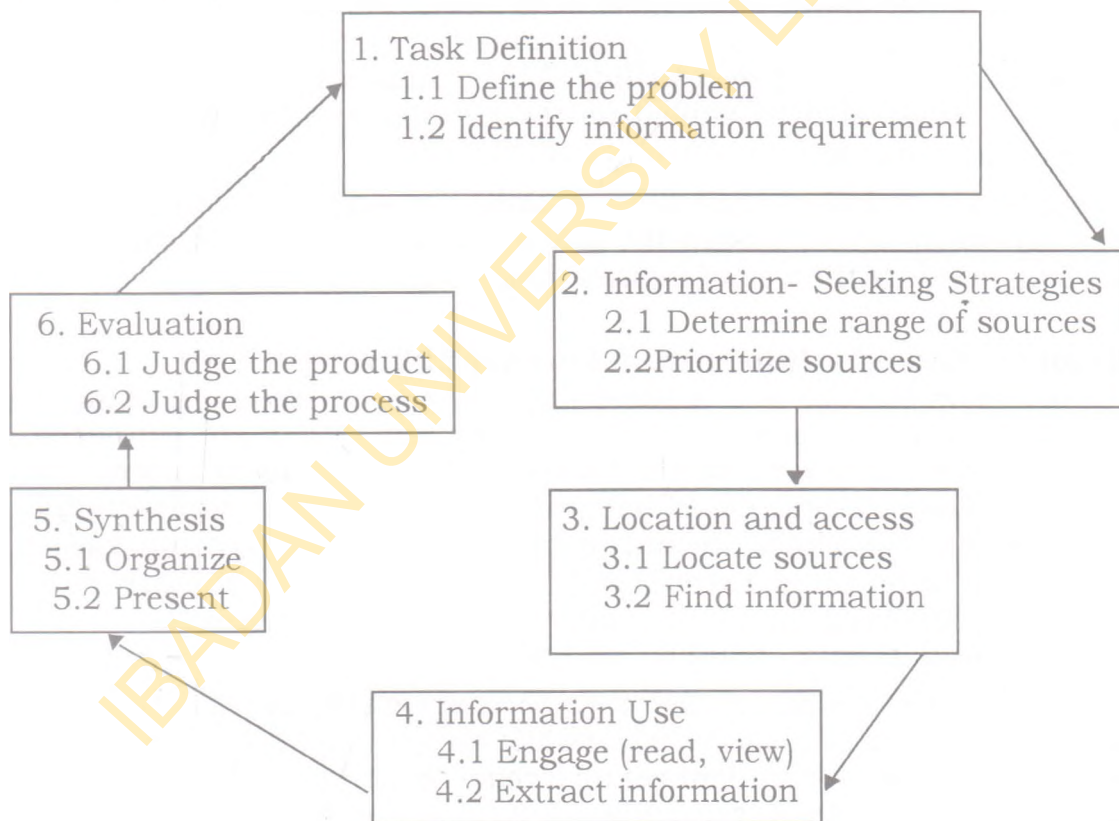 1. Task Definition
1.1 Define the problem
1.2 Identify information requirement
2. Information- Seeking Strategies
2.1 Determine range of sources
2.2Prioritize sources
3. Location and access
3.1 Locate sources
3.2 Find information
4. Information Use
4.1 Engage (read, view)
4.2 Extract information
5. Synthesis
5.1 Organize
5.2 Present
6. Evaluation
6.1 Judge the product
6.2 Judge the process
IBADAN UNIVERSITY